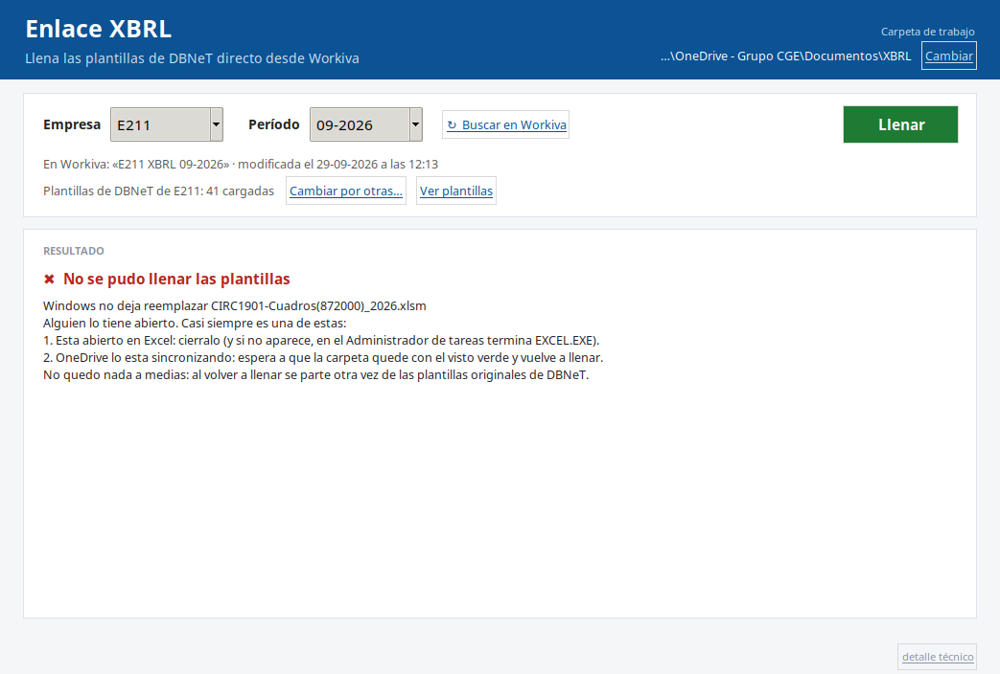 Enlace XBRL
Llena las plantillas de DBNeT directo desde Workiva
Carpeta de trabajo
...\OneDrive - Grupo CGE\Documentos\XBRL Cambiar
Empresa E211 Período 09-2026 ↻ Buscar en Workiva Llenar
En Workiva: «E211 XBRL 09-2026» · modificada el 29-09-2026 a las 12:13
Plantillas de DBNeT de E211: 41 cargadas Cambiar por otras... Ver plantillas
RESULTADO
✖ No se pudo llenar las plantillas
Windows no deja reemplazar CIRC1901-Cuadros(872000)_2026.xlsm
Alguien lo tiene abierto. Casi siempre es una de estas:
1. Esta abierto en Excel: cierralo (y si no aparece, en el Administrador de tareas termina EXCEL.EXE).
2. OneDrive lo esta sincronizando: espera a que la carpeta quede con el visto verde y vuelve a llenar.
No quedo nada a medias: al volver a llenar se parte otra vez de las plantillas originales de DBNeT.
detalle técnico